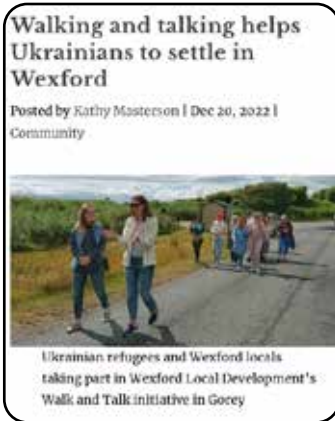 Walking and talking helps
Ukrainians to settle in
Wexford
Posted by Kathy Masterson | Dec 20, 2022 |
Community
Ukrainian refugees and Wexford locals
taking part in Wexford Local Development's
Walk and Talk initiative in Gorey